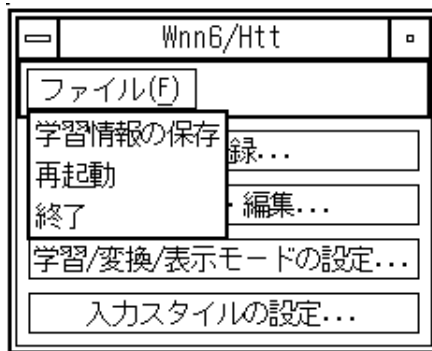 Wnn6/Htt
ファイル(F)
学習情報の保存
再起動
終了
録...
・編集...
学習/変換/表示モードの設定...
入力スタイルの設定...